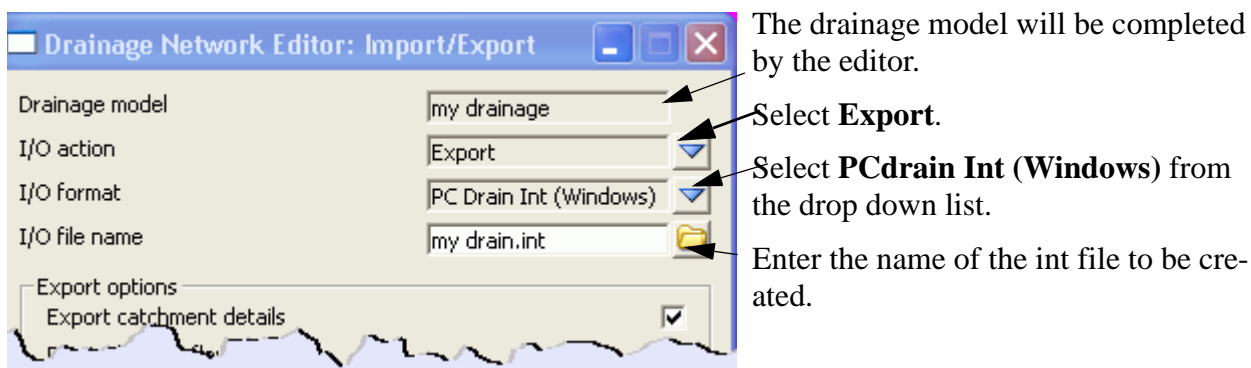 Drainage Network Editor: Import/Export
Drainage model
my drainage
I/O action
Export
I/O format
PC Drain Int (Windows)
I/O file name
my drain.int
Export options
Export catchment details
The drainage model will be completed
by the editor.
Select Export.
Select PCdrain Int (Windows) from
the drop down list.
Enter the name of the int file to be cre-
ated.